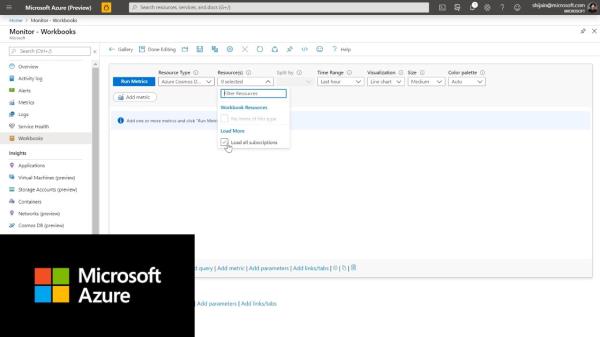 Microsoft Azure (Preview)
Search resources, services, and docs (G+/)
shijain@microsoft.com
MICROSOFT
Home > Monitor - Workbooks
Monitor - Workbooks
Microsoft
Search (Ctrl+/)
Gallery Done Editing Help
Overview
Activity log
Alerts
Metrics
Logs
Service Health
Workbooks
Insights
Applications
Virtual Machines (preview)
Storage Accounts (preview)
Containers
Networks (preview)
Cosmos DB (preview)
Run Metrics
Resource Type
Azure Cosmos D...
Resource(s)
0 selected
Split by
Time Range
Last hour
Visualization
Line chart
Size
Medium
Color palette
Auto
Add metric
Filter Resources
Workbook Resources
No items of this type
Load More
Load all subscriptions
Add one or more metrics and click "Run Metr
query | Add metric | Add parameters | Add links/tabs
Add parameters | Add links/tabs
Microsoft
Azure